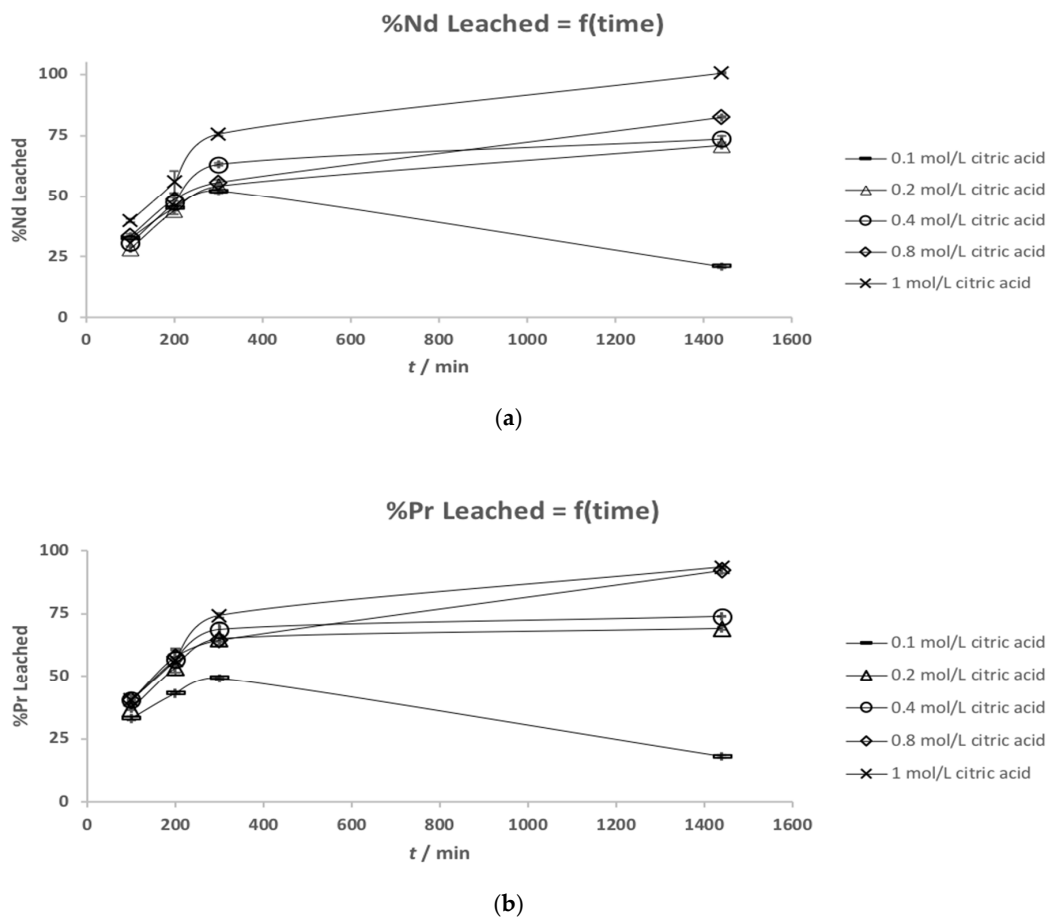 %Nd Leached = f(time)
100
75
50
25
0
%Nd Leached
0 200 400 600 800 1000 1200 1400 1600
t / min
0.1 mol/L citric acid
0.2 mol/L citric acid
0.4 mol/L citric acid
0.8 mol/L citric acid
1 mol/L citric acid
(a)
%Pr Leached = f(time)
100
75
50
25
0
%Pr Leached
0 200 400 600 800 1000 1200 1400 1600
t / min
0.1 mol/L citric acid
0.2 mol/L citric acid
0.4 mol/L citric acid
0.8 mol/L citric acid
1 mol/L citric acid
(b)